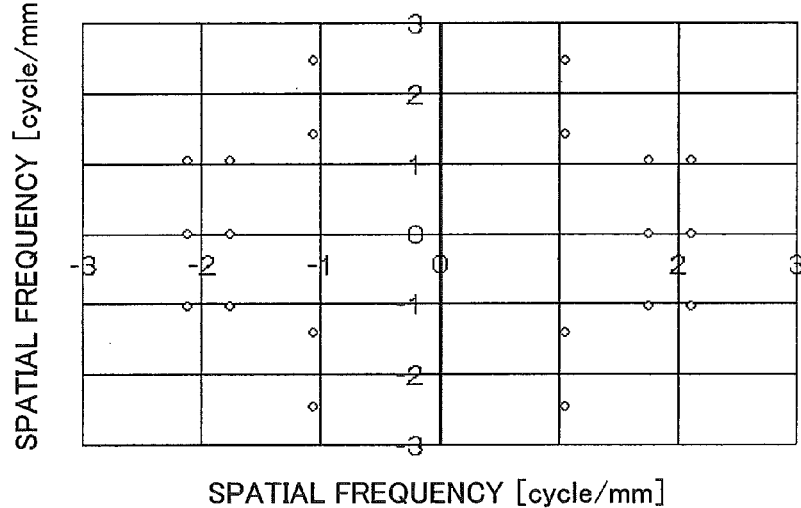 SPATIAL FREQUENCY [cycle/mm]
3
2
1
0
-3 -2 -1 0 2 3
-1
-2
-3
SPATIAL FREQUENCY [cycle/mm]